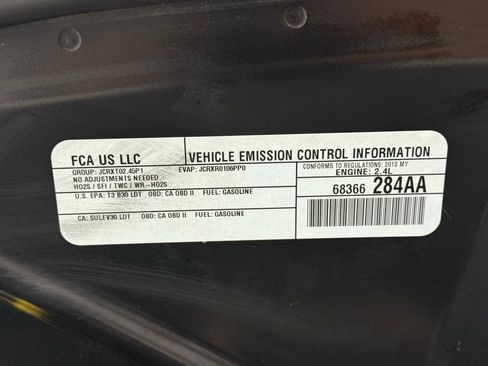 FCA US LLC
VEHICLE EMISSION CONTROL INFORMATION
GROUP: JCRXT02.45P1 EVAP: JCRXR0106PP0
CONFORMS TO REGULATIONS: 2018 MY
NO ADJUSTMENTS NEEDED
ENGINE: 2.4L
HO2S / SFI / TWC / WR-HO2S
68366 284AA
U.S. EPA: T3 B30 LDT OBD: CA OBD II FUEL: GASOLINE
CA: SULEV30 LDT OBD: CA OBD II FUEL: GASOLINE